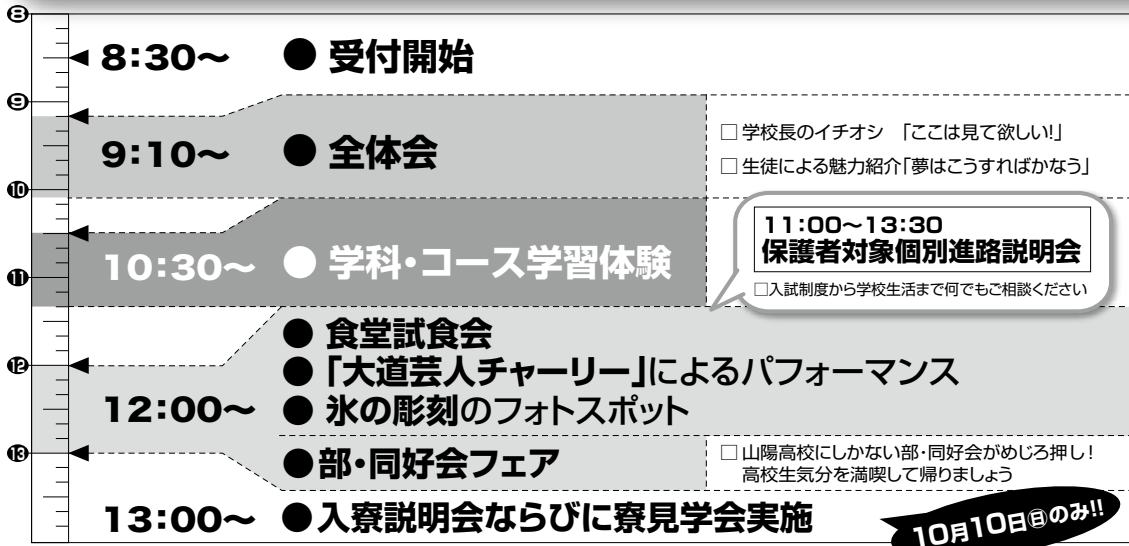 8
8:30～ ● 受付開始
9
9:10～ ● 全体会
□ 学校長のイチオシ 「ここは見て欲しい!」
□ 生徒による魅力紹介「夢はこうすればかなう」
10
10:30～ ● 学科・コース学習体験
11:00～13:30
保護者対象個別進路説明会
□入試制度から学校生活まで何でもご相談ください
11
● 食堂試食会
12
● 「大道芸人チャーリー」によるパフォーマンス
12:00～ ● 氷の彫刻のフォトスポット
13
●部・同好会フェア
□ 山陽高校にしかない部・同好会がめじろ押し!
高校生気分を満喫して帰りましょう
13:00～ ●入寮説明会ならびに寮見学会実施
10月10日㊐のみ!!